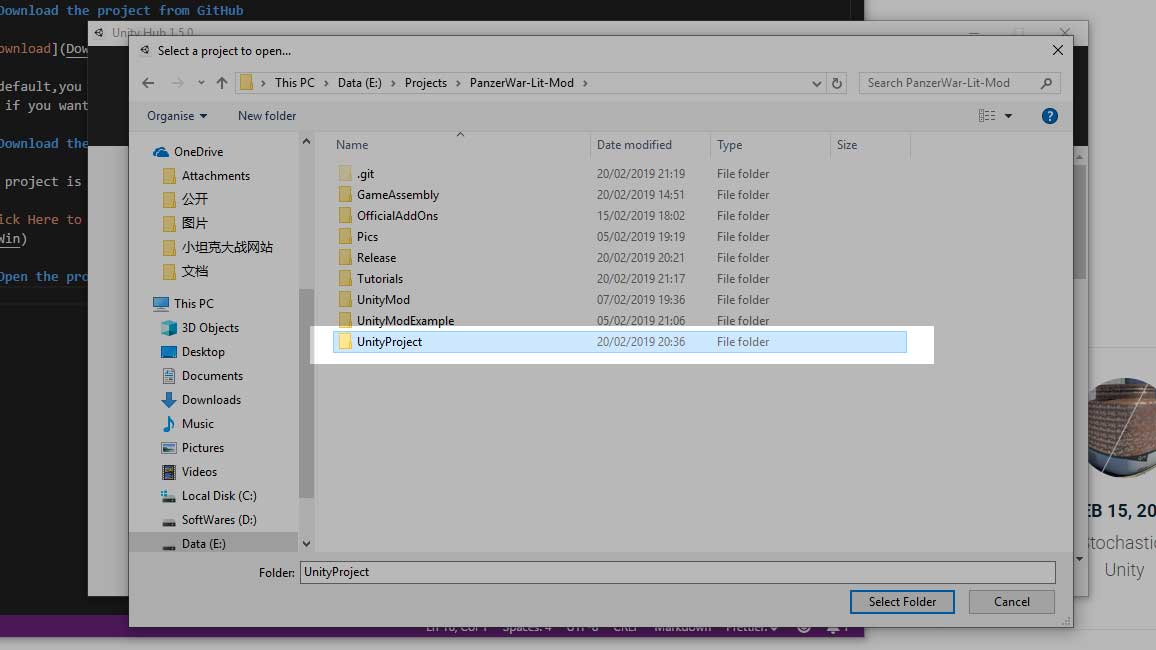 Download the project from GitHub
Unity Hub 1.5.0
Select a project to open...
ownload](Dow
This PC > Data (E:) > Projects > PanzerWar-Lit-Mod >
Search PanzerWar-Lit-Mod
default,you
if you want
Organise
New folder
?
Download the
project is
ick Here to
Win)
Open the pro
OneDrive
Attachments
公开
图片
小坦克大战网站
文档
This PC
3D Objects
Desktop
Documents
Downloads
Music
Pictures
Videos
Local Disk (C:)
SoftWares (D:)
Data (E:)
Name Date modified Type Size
.git 20/02/2019 21:19 File folder
GameAssembly 20/02/2019 14:51 File folder
OfficialAddOns 15/02/2019 18:02 File folder
Pics 05/02/2019 19:19 File folder
Release 20/02/2019 20:21 File folder
Tutorials 20/02/2019 21:17 File folder
UnityMod 07/02/2019 19:36 File folder
UnityModExample 05/02/2019 21:06 File folder
UnityProject 20/02/2019 20:36 File folder
Folder: UnityProject
Select Folder
Cancel
EB 15, 20
Stochastic
Unity
Spaces: 4 UTF-8 CRLF Markdown Prettier: